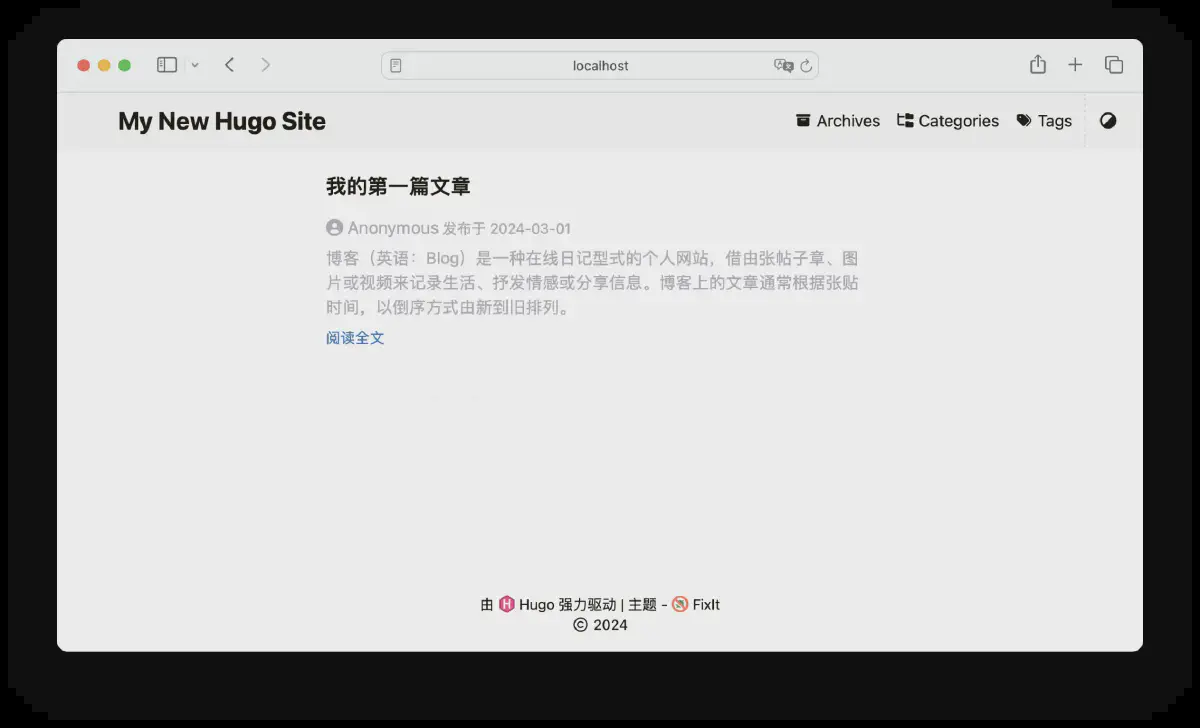 localhost
My New Hugo Site
Archives
Categories
Tags
我的第一篇文章
Anonymous 发布于 2024-03-01
博客（英语：Blog）是一种在线日记型式的个人网站，借由张帖子章、图
片或视频来记录生活、抒发情感或分享信息。博客上的文章通常根据张贴
时间，以倒序方式由新到旧排列。
阅读全文
由 Hugo 强力驱动 | 主题 - FixIt
© 2024